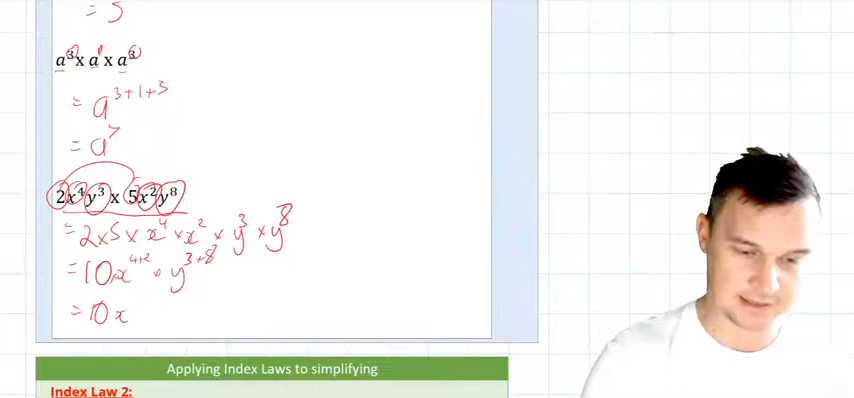 = 5
a³ x a¹ x a³
= a³⁺¹⁺³
= a⁷
2x⁴y³ x 5x²y⁸
= 2 x 5 x x⁴ x x² x y³ x y⁸
= 10x⁴⁺² x y³⁺⁸
= 10x
Applying Index Laws to simplifying
Index Law 2: